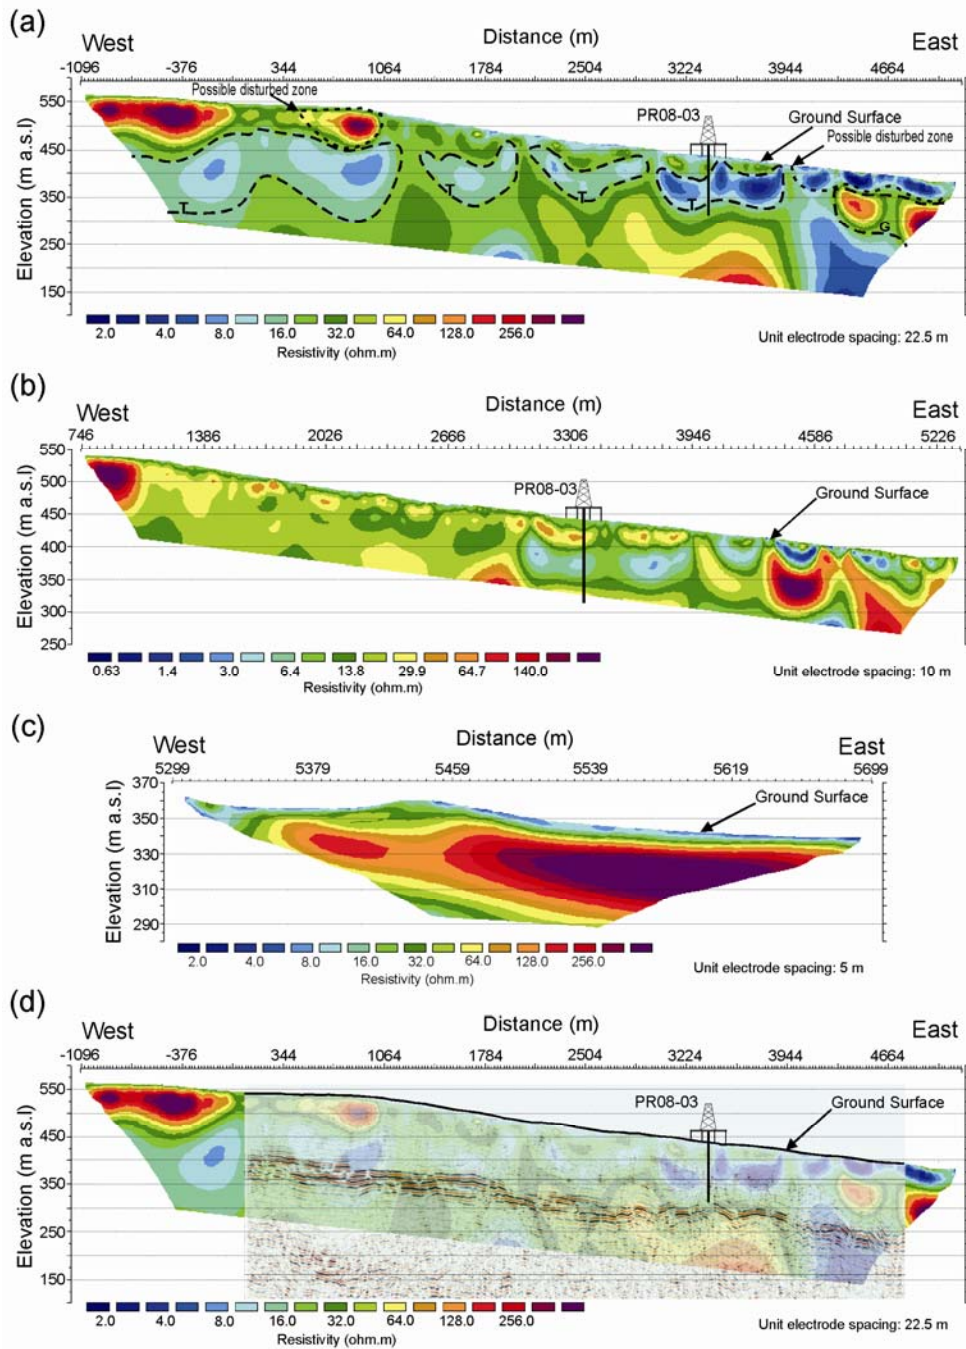 (a)
West
Distance (m)
East
-1096 -376 344 1064 1784 2504 3224 3944 4664
Possible disturbed zone
PR08-03
Ground Surface
Possible disturbed zone
Elevation (m a.s.l)
550
450
350
250
150
T T T T G
2.0 4.0 8.0 16.0 32.0 64.0 128.0 256.0
Resistivity (ohm.m)
Unit electrode spacing: 22.5 m
(b)
West
Distance (m)
East
746 1386 2026 2666 3306 3946 4586 5226
PR08-03
Ground Surface
Elevation (m a.s.l)
550
500
450
400
350
300
250
0.63 1.4 3.0 6.4 13.8 29.9 64.7 140.0
Resistivity (ohm.m)
Unit electrode spacing: 10 m
(c)
West
Distance (m)
East
5299 5379 5459 5539 5619 5699
Ground Surface
Elevation (m a.s.l)
370
350
330
310
290
2.0 4.0 8.0 16.0 32.0 64.0 128.0 256.0
Resistivity (ohm.m)
Unit electrode spacing: 5 m
(d)
West
Distance (m)
East
-1096 -376 344 1064 1784 2504 3224 3944 4664
PR08-03
Ground Surface
Elevation (m a.s.l)
550
450
350
250
150
2.0 4.0 8.0 16.0 32.0 64.0 128.0 256.0
Resistivity (ohm.m)
Unit electrode spacing: 22.5 m